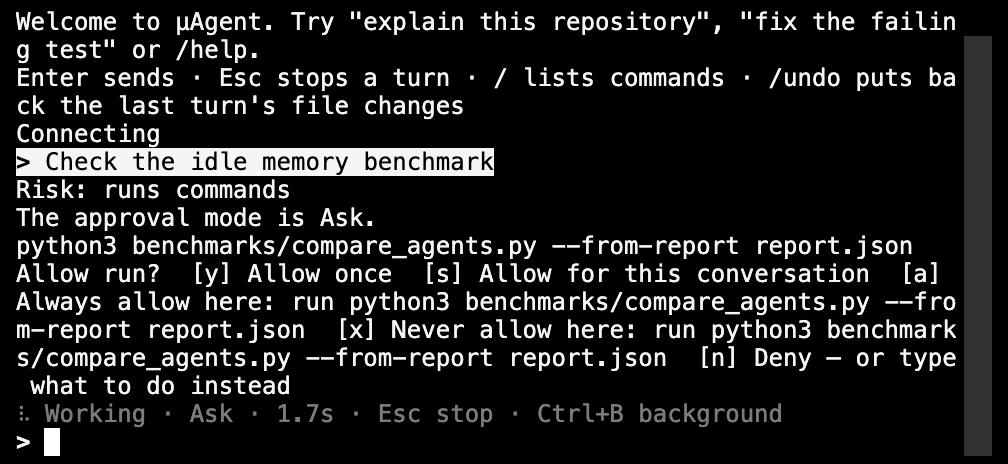 Welcome to µAgent. Try "explain this repository", "fix the failin
g test" or /help.
Enter sends · Esc stops a turn · / lists commands · /undo puts ba
ck the last turn's file changes
Connecting
> Check the idle memory benchmark
Risk: runs commands
The approval mode is Ask.
python3 benchmarks/compare_agents.py --from-report report.json
Allow run?  [y] Allow once  [s] Allow for this conversation  [a]
Always allow here: run python3 benchmarks/compare_agents.py --fro
m-report report.json  [x] Never allow here: run python3 benchmark
s/compare_agents.py --from-report report.json  [n] Deny — or type
 what to do instead
⠧ Working · Ask · 1.7s · Esc stop · Ctrl+B background
>